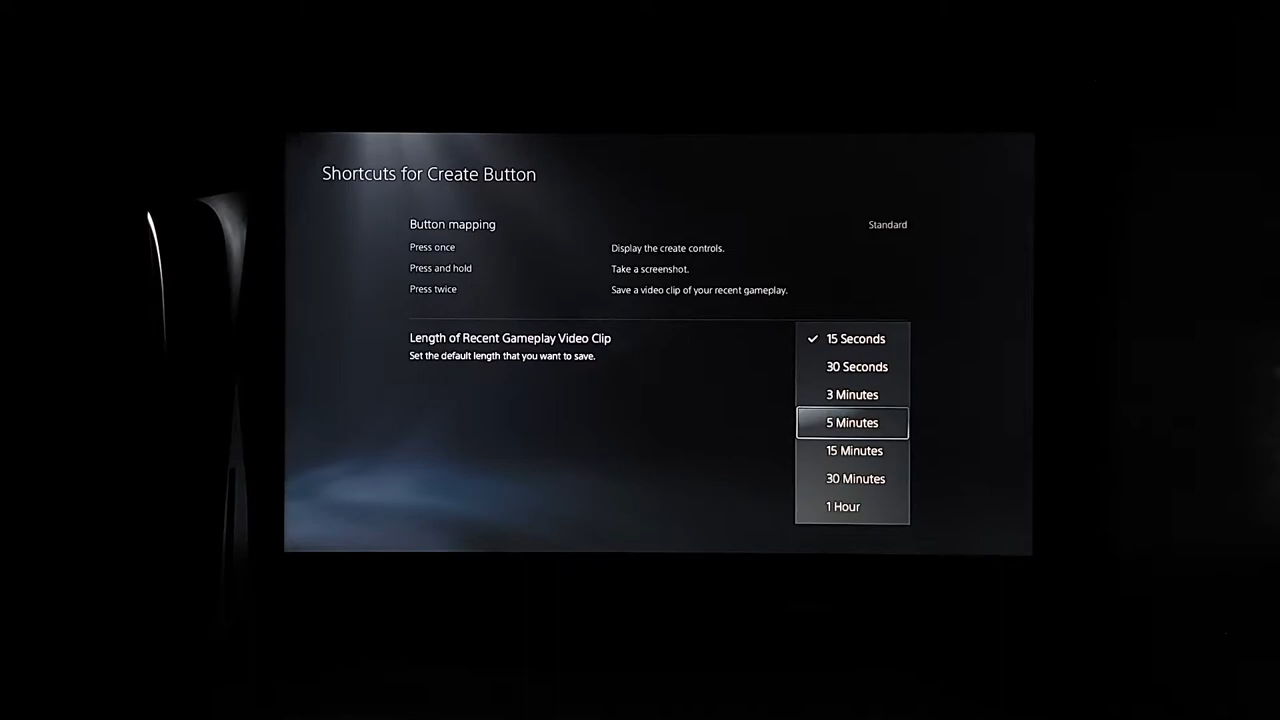 Shortcuts for Create Button
Button mapping Standard
Press once Display the create controls.
Press and hold Take a screenshot.
Press twice Save a video clip of your recent gameplay.
Length of Recent Gameplay Video Clip
Set the default length that you want to save.
15 Seconds
30 Seconds
3 Minutes
5 Minutes
15 Minutes
30 Minutes
1 Hour